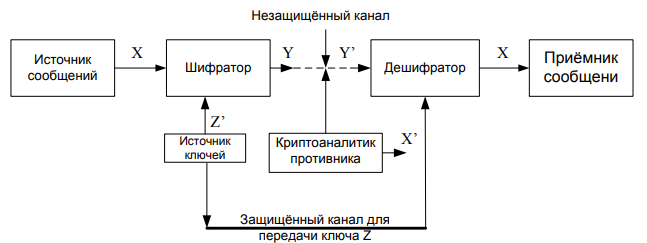 Незащищённый канал
Источник
сообщений
X
Шифратор
Y
Y’
Дешифратор
X
Приёмник
сообщени
Z’
Источник
ключей
Криптоаналитик
противника
X’
Защищённый канал для
передачи ключа Z